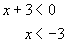 x + 3 < 0
x < −3